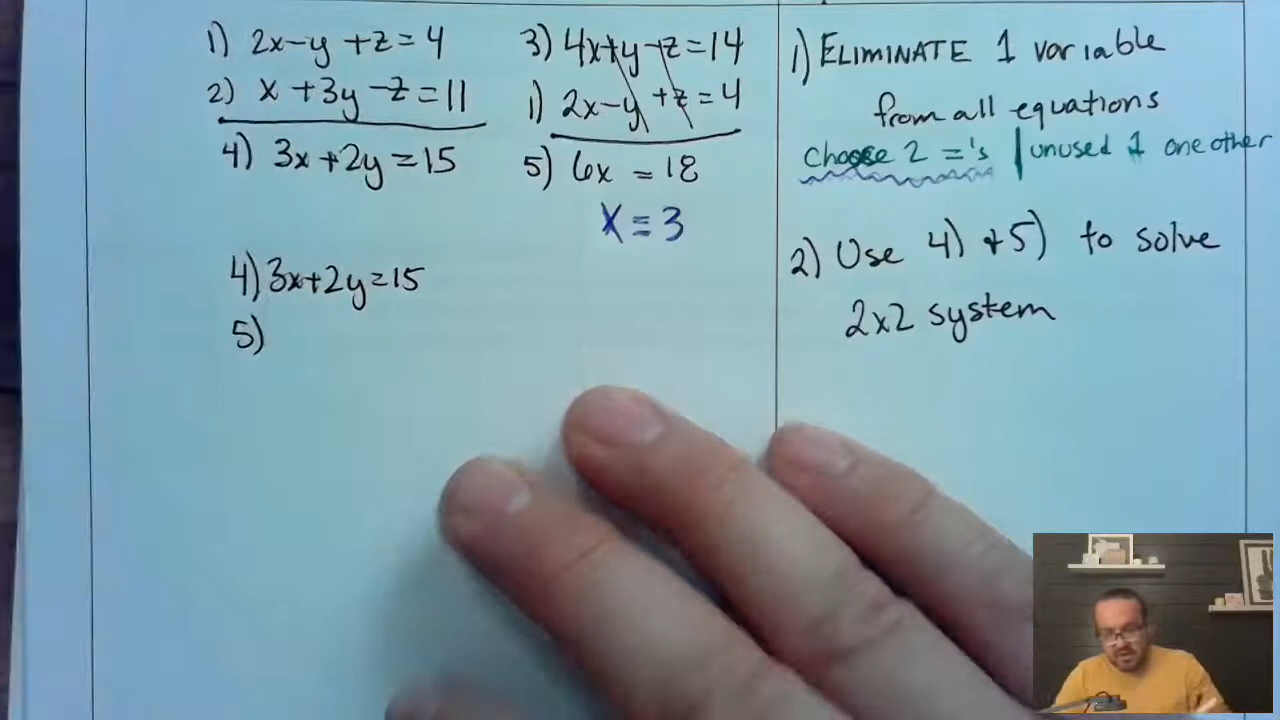 1) 2x-y+z=4
2) x+3y-z=11
4) 3x+2y=15
3) 4x+y-z=14
1) 2x-y+z=4
5) 6x=18
x=3
4) 3x+2y=15
5)
1) ELIMINATE 1 variable
from all equations
choose 2 ='s | unused 1 one other
2) Use 4) + 5) to solve
2x2 system